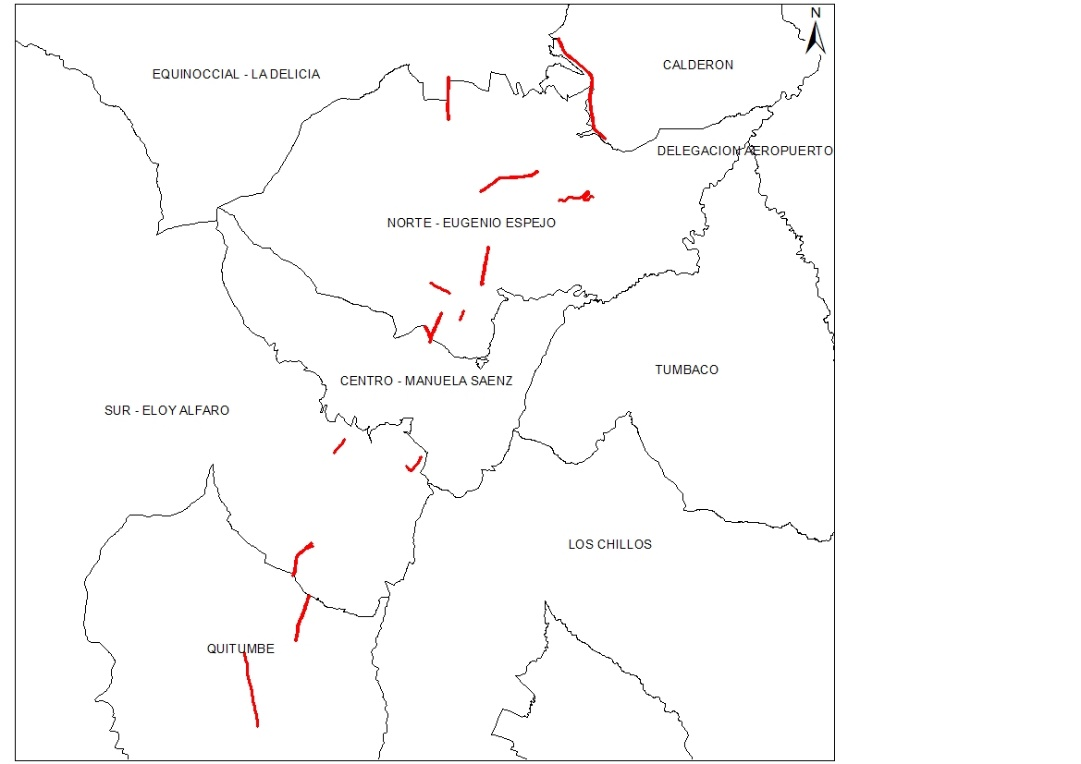 N
CALDERON
EQUINOCCIAL - LA DELICIA
DELEGACION AEROPUERTO
NORTE - EUGENIO ESPEJO
TUMBACO
CENTRO - MANUELA SAENZ
SUR - ELOY ALFARO
LOS CHILLOS
QUITUMBE